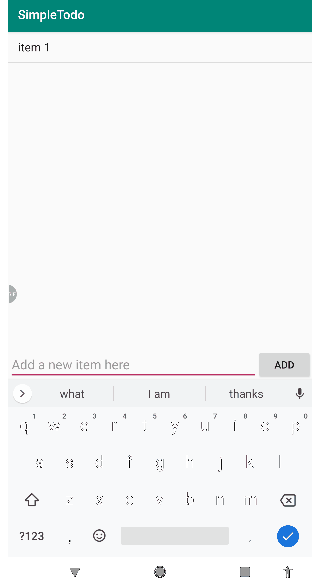 SimpleTodo
item 1
Add a new item here
ADD
what
I am
thanks
1 2 3 4 5 6 7 8 9 0
q w e r t y u i o p
a s d f g h j k l
z x c v b n m
?123 , .